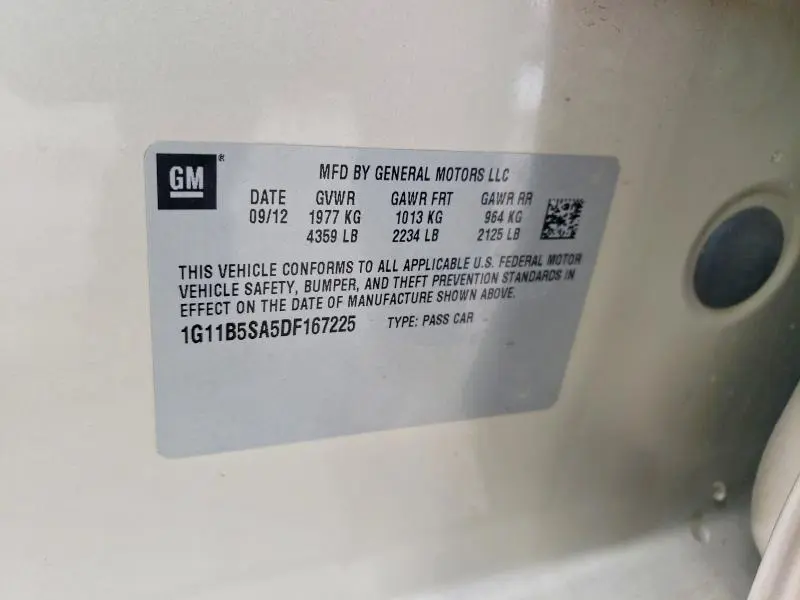 GM®
MFD BY GENERAL MOTORS LLC
DATE GVWR GAWR FRT GAWR RR
09/12 1977 KG 1013 KG 964 KG
4359 LB 2234 LB 2125 LB
THIS VEHICLE CONFORMS TO ALL APPLICABLE U.S. FEDERAL MOTOR
VEHICLE SAFETY, BUMPER, AND THEFT PREVENTION STANDARDS IN
EFFECT ON THE DATE OF MANUFACTURE SHOWN ABOVE.
1G11B5SA5DF167225 TYPE: PASS CAR